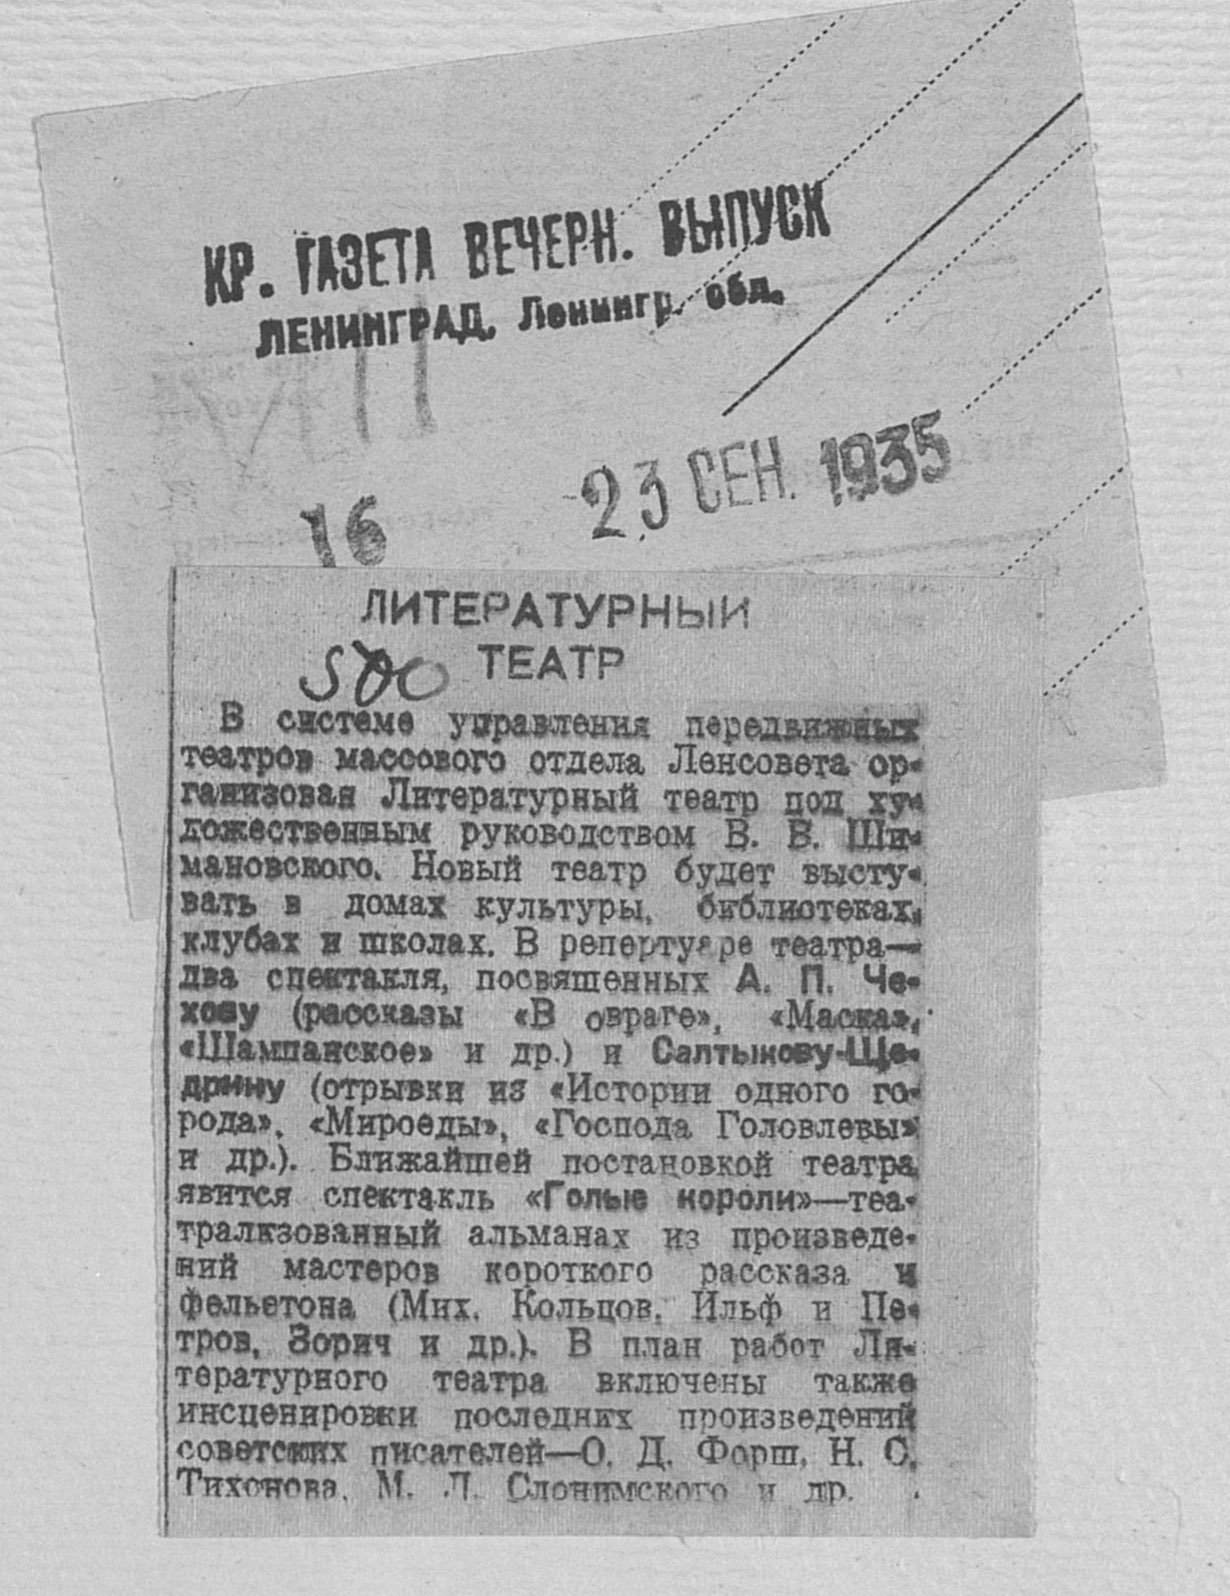 КР. ГАЗЕТА ВЕЧЕРН. ВЫПУСК
ЛЕНИНГРАД, Ленингр. обл.
16
23 СЕН. 1935
ЛИТЕРАТУРНЫЙ
500 ТЕАТР
В системе управления передвижных
театров массового отдела Ленсовета ор-
ганизован Литературный театр под ху-
дожественным руководством В. В. Ши-
мановского. Новый театр будет высту-
вать в домах культуры, библиотеках,
клубах и школах. В репертуаре театра—
два спектакля, посвященных А. П. Че-
хову (рассказы «В овраге», «Маска»,
«Шампанское» и др.) и Салтыкову-Ще-
дрину (отрывки из «Истории одного го-
рода», «Мироеды», «Господа Головлевы»
и др.). Ближайшей постановкой театра
явится спектакль «Голые короли»—теа-
трализованный альманах из произведе-
ний мастеров короткого рассказа и
фельетона (Мих. Кольцов, Ильф и Пе-
тров, Зорич и др.). В план работ Ли-
тературного театра включены также
инсценировки последних произведений
советских писателей—О. Д. Форш, Н. С.
Тихонова, М. Л. Слонимского и др.